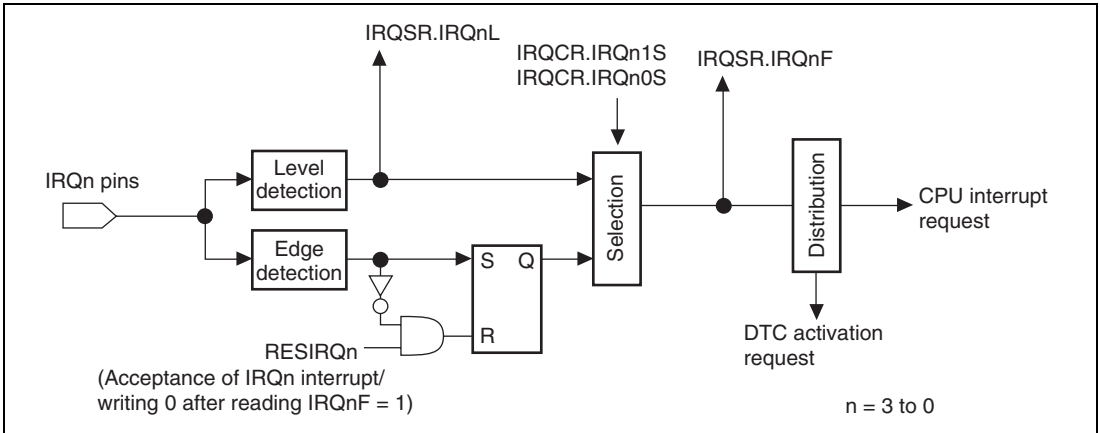 IRQSR.IRQnL
IRQCR.IRQn1S
IRQCR.IRQn0S
IRQSR.IRQnF
IRQn pins
Level
detection
Edge
detection
S Q
R
Selection
Distribution
CPU interrupt
request
DTC activation
request
RESIRQn
(Acceptance of IRQn interrupt/
writing 0 after reading IRQnF = 1)
n = 3 to 0